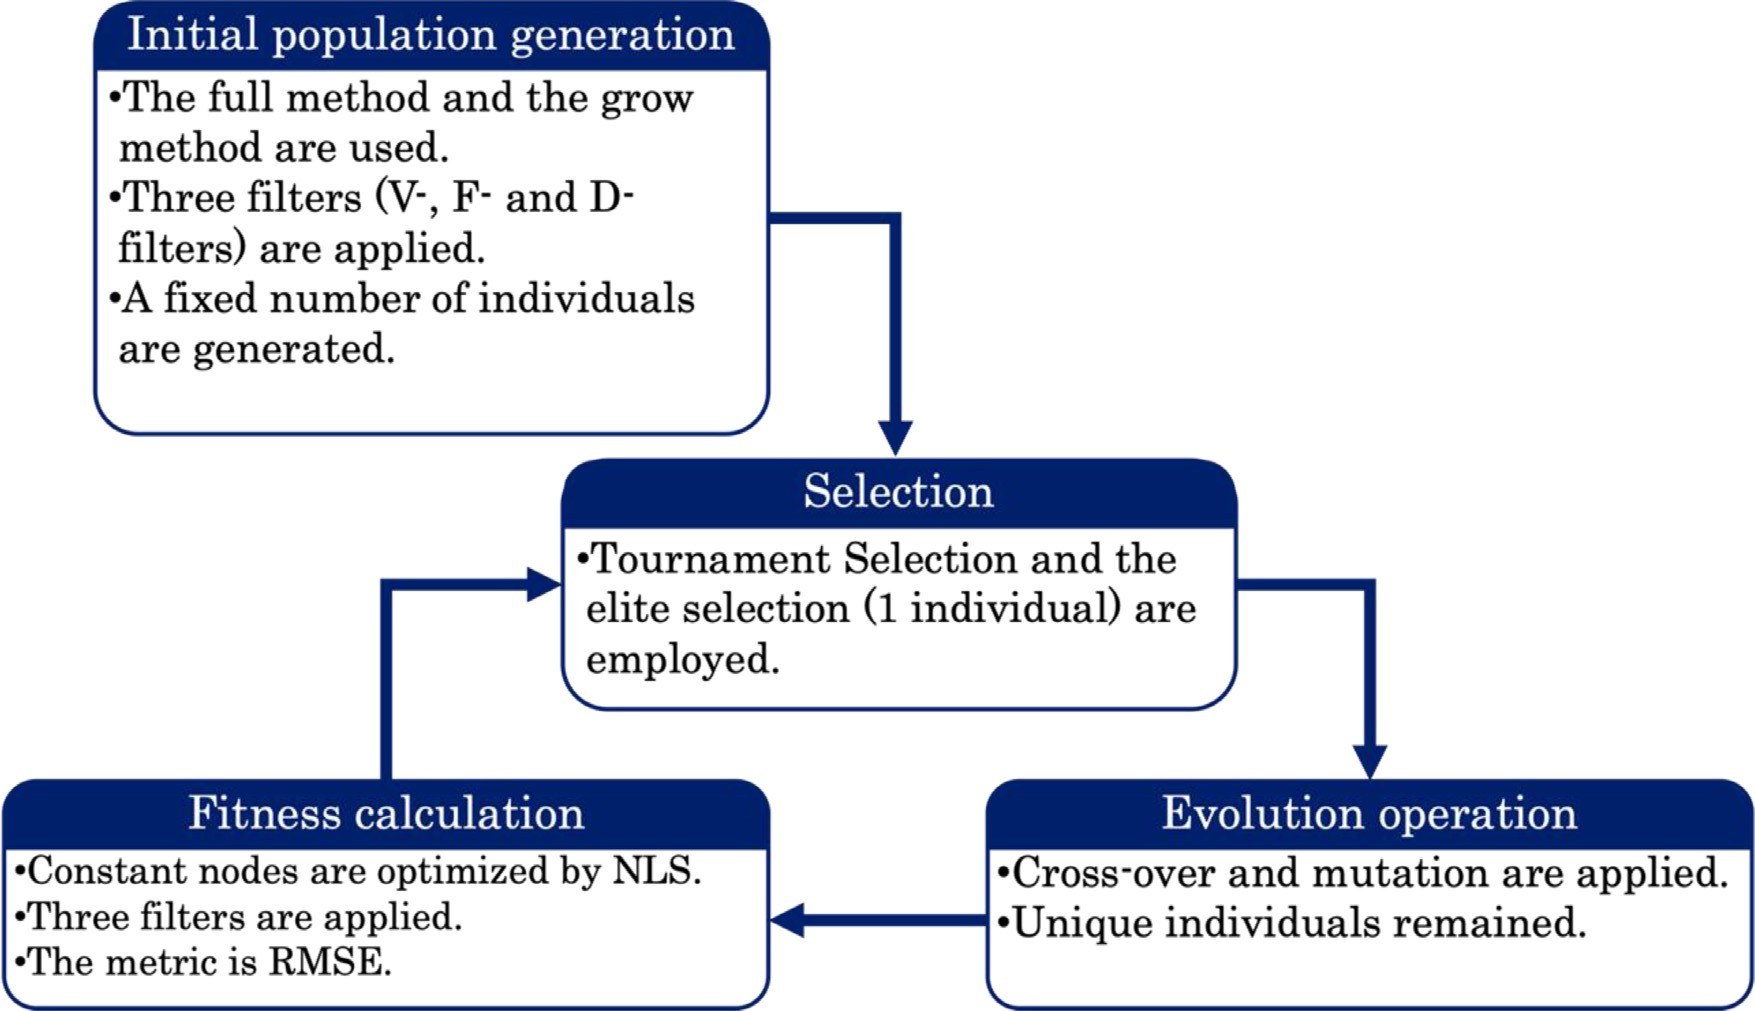 Initial population generation
•The full method and the grow
method are used.
•Three filters (V-, F- and D-
filters) are applied.
•A fixed number of individuals
are generated.
Selection
•Tournament Selection and the
elite selection (1 individual) are
employed.
Fitness calculation
•Constant nodes are optimized by NLS.
•Three filters are applied.
•The metric is RMSE.
Evolution operation
•Cross-over and mutation are applied.
•Unique individuals remained.